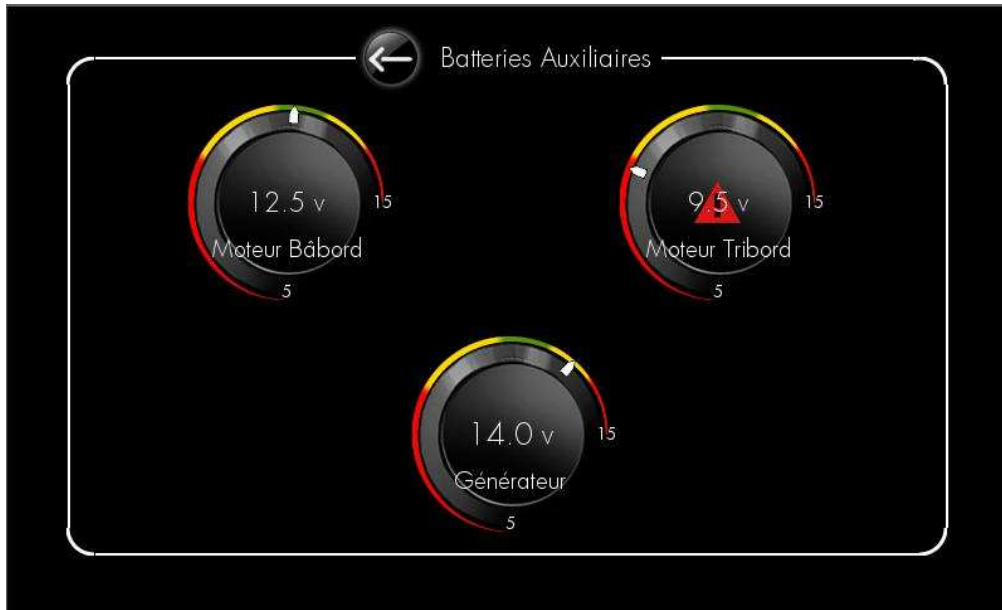 Batteries Auxiliaires
12.5 v
15
Moteur Bâbord
5
9.5 v
15
Moteur Tribord
5
14.0 v
15
Générateur
5